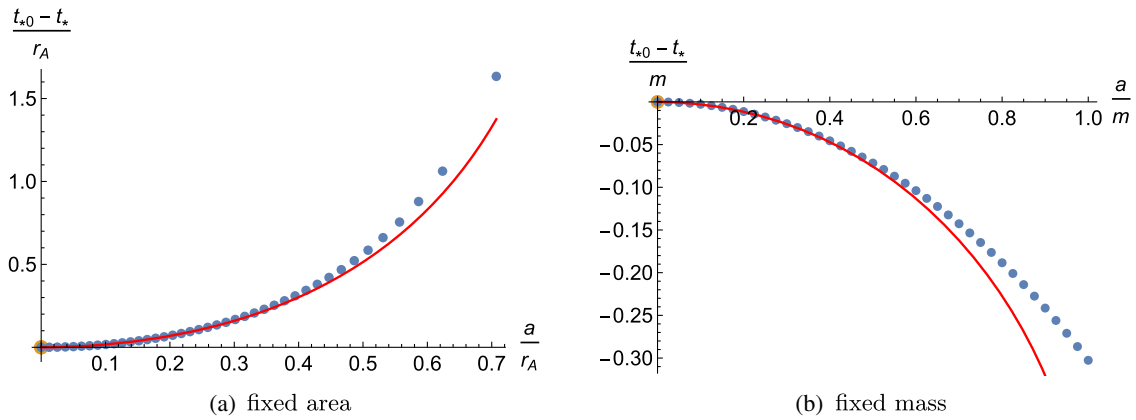 t*0 − t*
rA
1.5
1.0
0.5
0.1 0.2 0.3 0.4 0.5 0.6 0.7
a
rA
(a) fixed area
t*0 − t*
m
0.2 0.4 0.6 0.8 1.0
a
m
−0.05
−0.10
−0.15
−0.20
−0.25
−0.30
(b) fixed mass